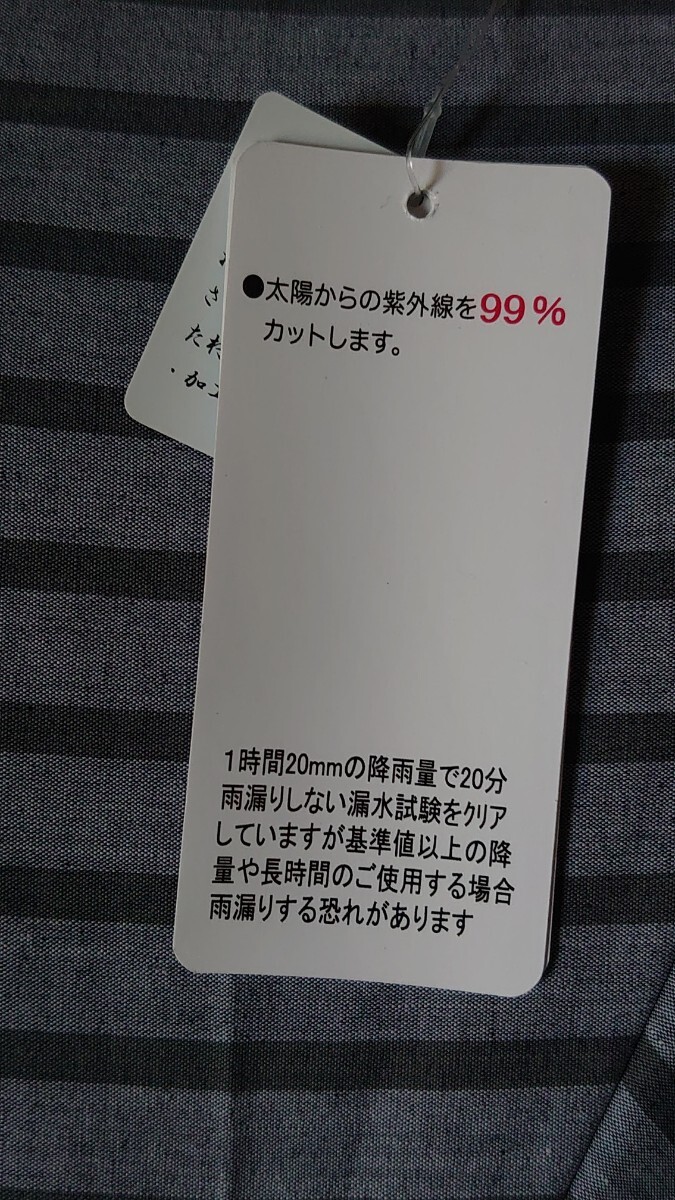 ●太陽からの紫外線を99%
カットします。
1時間20mmの降雨量で20分
雨漏りしない漏水試験をｸﾘｱ
していますが基準値以上の降
量や長時間のご使用する場合
雨漏りする恐れがあります
さ
た
・加工